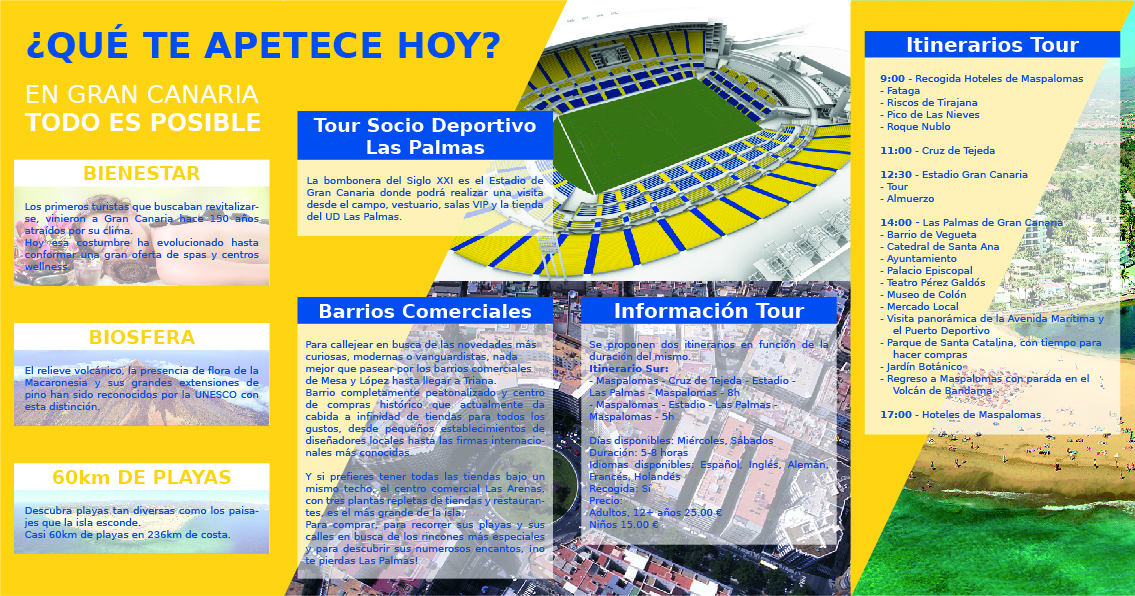 ¿QUÉ TE APETECE HOY?
EN GRAN CANARIA
TODO ES POSIBLE
BIENESTAR
Los primeros turistas que buscaban revitalizar-
se, vinieron a Gran Canaria hace 150 años
atraídos por su clima.
Hoy esa costumbre ha evolucionado hasta
conformar una gran oferta de spas y centros
wellness.
BIOSFERA
El relieve volcánico, la presencia de flora de la
Macaronesia y sus grandes extensiones de
pino han sido reconocidos por la UNESCO con
esta distinción.
60km DE PLAYAS
Descubra playas tan diversas como los paisa-
jes que la isla esconde.
Casi 60km de playas en 236km de costa.
Tour Socio Deportivo
Las Palmas
La bombonera del Siglo XXI es el Estadio de
Gran Canaria donde podrá realizar una visita
desde el campo, vestuario, salas VIP y la tienda
del UD Las Palmas.
Barrios Comerciales
Para callejear en busca de las novedades más
curiosas, modernas o vanguardistas, nada
mejor que pasear por los barrios comerciales
de Mesa y López hasta llegar a Triana.
Barrio completamente peatonalizado y centro
de compras histórico que actualmente da
cabida a infinidad de tiendas para todos los
gustos, desde pequeños establecimientos de
diseñadores locales hasta las firmas internacio-
nales más conocidas.
Y si prefieres tener todas las tiendas bajo un
mismo techo, el centro comercial Las Arenas,
con tres plantas repletas de tiendas y restauran-
tes, es el más grande de la isla.
Para comprar, para recorrer sus playas y sus
calles en busca de los rincones más especiales
y para descubrir sus numerosos encantos, ¡no
te pierdas Las Palmas!
Información Tour
Se proponen dos itinerarios en función de la
duración del mismo.
Itinerario Sur:
- Maspalomas - Cruz de Tejeda - Estadio -
Las Palmas - Maspalomas - 8h
- Maspalomas - Estadio - Las Palmas -
Maspalomas - 5h
Días disponibles: Miércoles, Sábados
Duración: 5-8 horas
Idiomas disponibles: Español, Inglés, Alemán,
Francés, Holandés
Recogida: Sí
Precio:
Adultos, 12+ años 25.00 €
Niños 15.00 €
Itinerarios Tour
9:00 - Recogida Hoteles de Maspalomas
- Fataga
- Riscos de Tirajana
- Pico de Las Nieves
- Roque Nublo
11:00 - Cruz de Tejeda
12:30 - Estadio Gran Canaria
- Tour
- Almuerzo
14:00 - Las Palmas de Gran Canaria
- Barrio de Vegueta
- Catedral de Santa Ana
- Ayuntamiento
- Palacio Episcopal
- Teatro Pérez Galdós
- Museo de Colón
- Mercado Local
- Visita panorámica de la Avenida Marítima y
el Puerto Deportivo
- Parque de Santa Catalina, con tiempo para
hacer compras
- Jardín Botánico
- Regreso a Maspalomas con parada en el
Volcán de Bandama
17:00 - Hoteles de Maspalomas